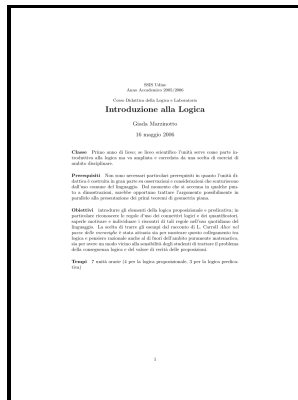 SSIS Udine
Anno Accademico 2005/2006
Corso Didattica della Logica e Laboratorio
Introduzione alla Logica
Giada Marzinotto
16 maggio 2006
Classe Primo anno di liceo; se liceo scientifico l'unità serve come parte in-
troduttiva alla logica ma va ampliata e corredata da una scelta di esercizi di
ambito disciplinare.
Prerequisiti Non sono necessari particolari prerequisiti in quanto l'unità di-
dattica è costruita in gran parte su osservazioni e considerazioni che scaturiscono
dall'uso comune del linguaggio. Dal momento che si accenna in qualche pun-
to a dimostrazioni, sarebbe opportuno trattare l'argomento possibilmente in
parallelo alla presentazione dei primi teoremi di geometria piana.
Obiettivi introdurre gli elementi della logica proposizionale e predicativa, in
particolare riconoscere le regole d'uso dei connettivi logici e dei quantificatori,
saperle motivare e individuare i riscontri di tali regole nell'uso quotidiano del
linguaggio. La scelta di trarre gli esempi dal racconto di L. Carroll Alice nel
paese delle meraviglie è stata attuata sia per mostrare questo collegamento tra
logica e pensiero razionale anche al di fuori dell'ambito puramente matematico,
sia per avere un modo vicino alla sensibilità degli studenti di trattare il problema
della conseguenza logica e del valore di verità delle proposizioni.
Tempi 7 unità orarie (4 per la logica proposizionale, 3 per la logica predica-
tiva)
1